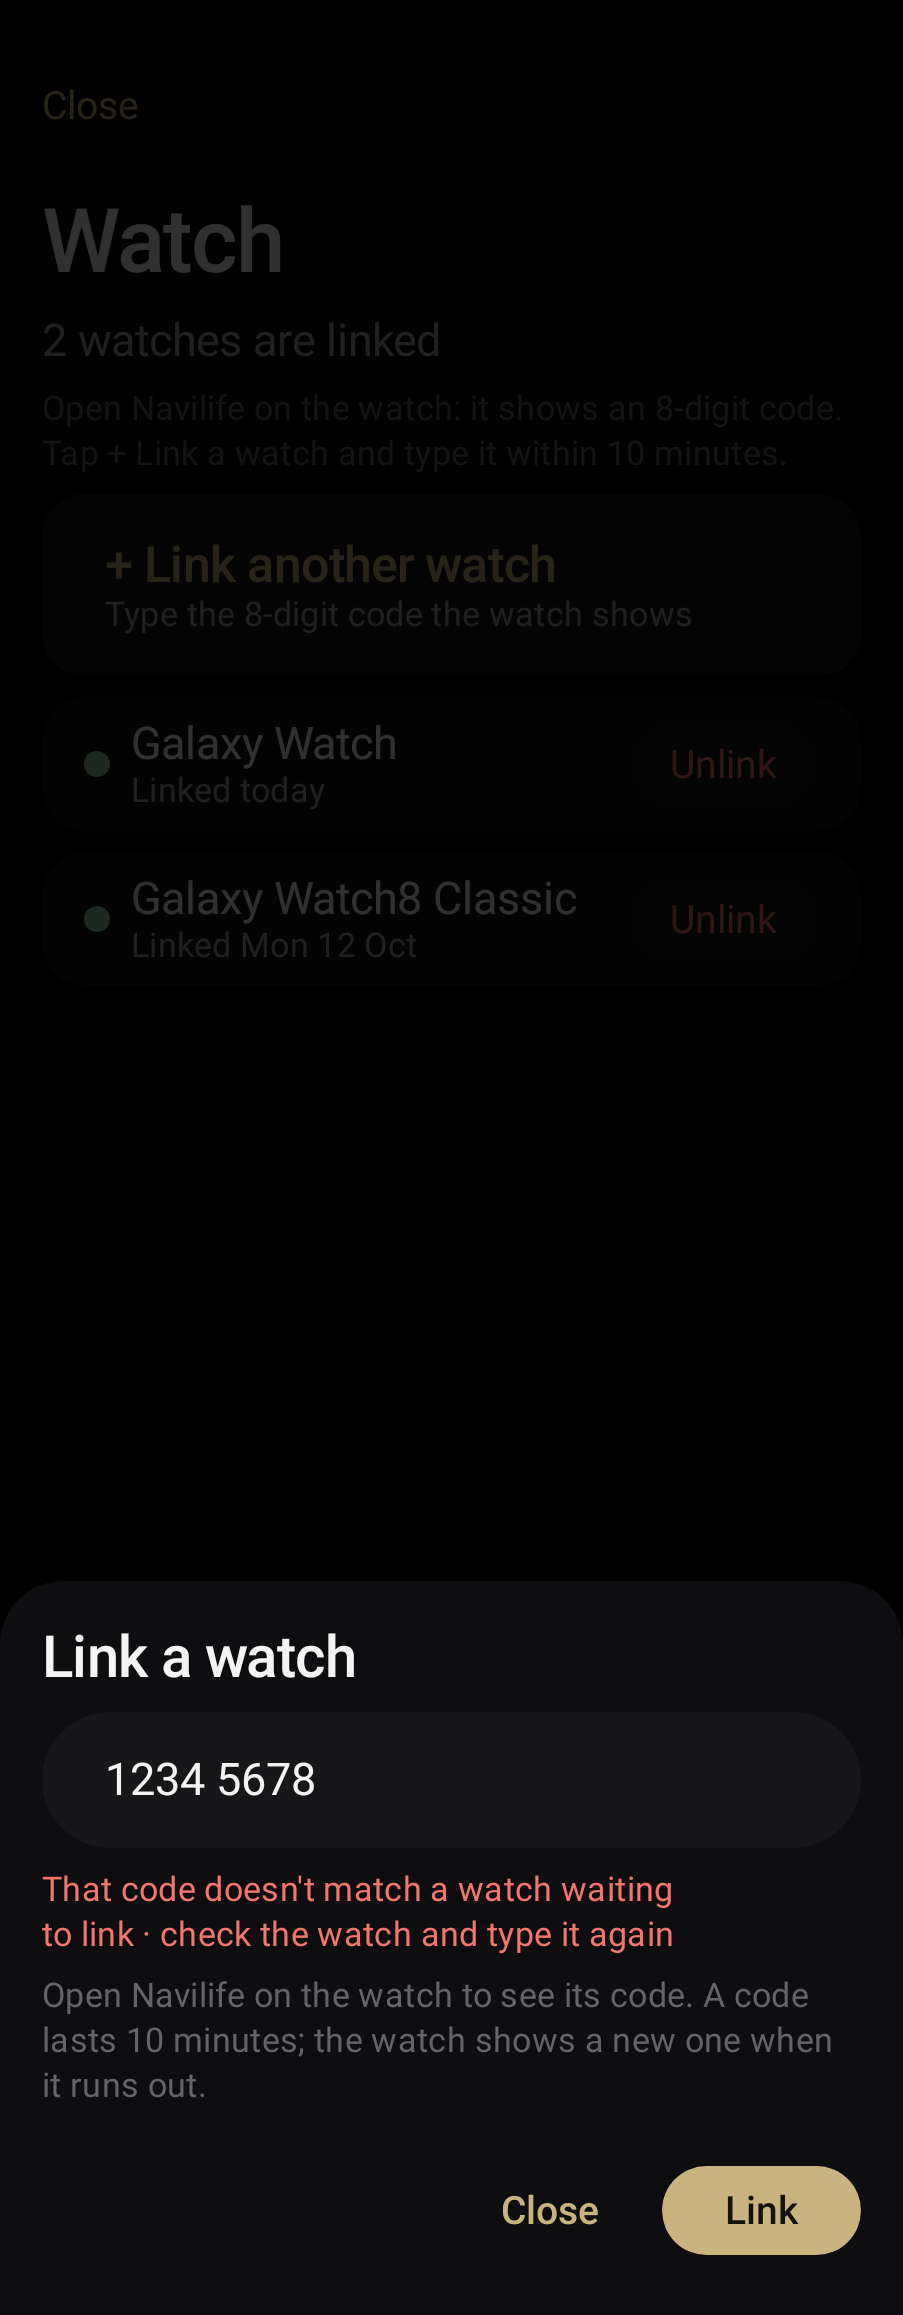 Close
Watch
2 watches are linked
Open Navilife on the watch: it shows an 8-digit code.
Tap + Link a watch and type it within 10 minutes.
+ Link another watch
Type the 8-digit code the watch shows
Galaxy Watch
Linked today
Unlink
Galaxy Watch8 Classic
Linked Mon 12 Oct
Unlink
Link a watch
1234 5678
That code doesn't match a watch waiting
to link · check the watch and type it again
Open Navilife on the watch to see its code. A code
lasts 10 minutes; the watch shows a new one when
it runs out.
Close
Link